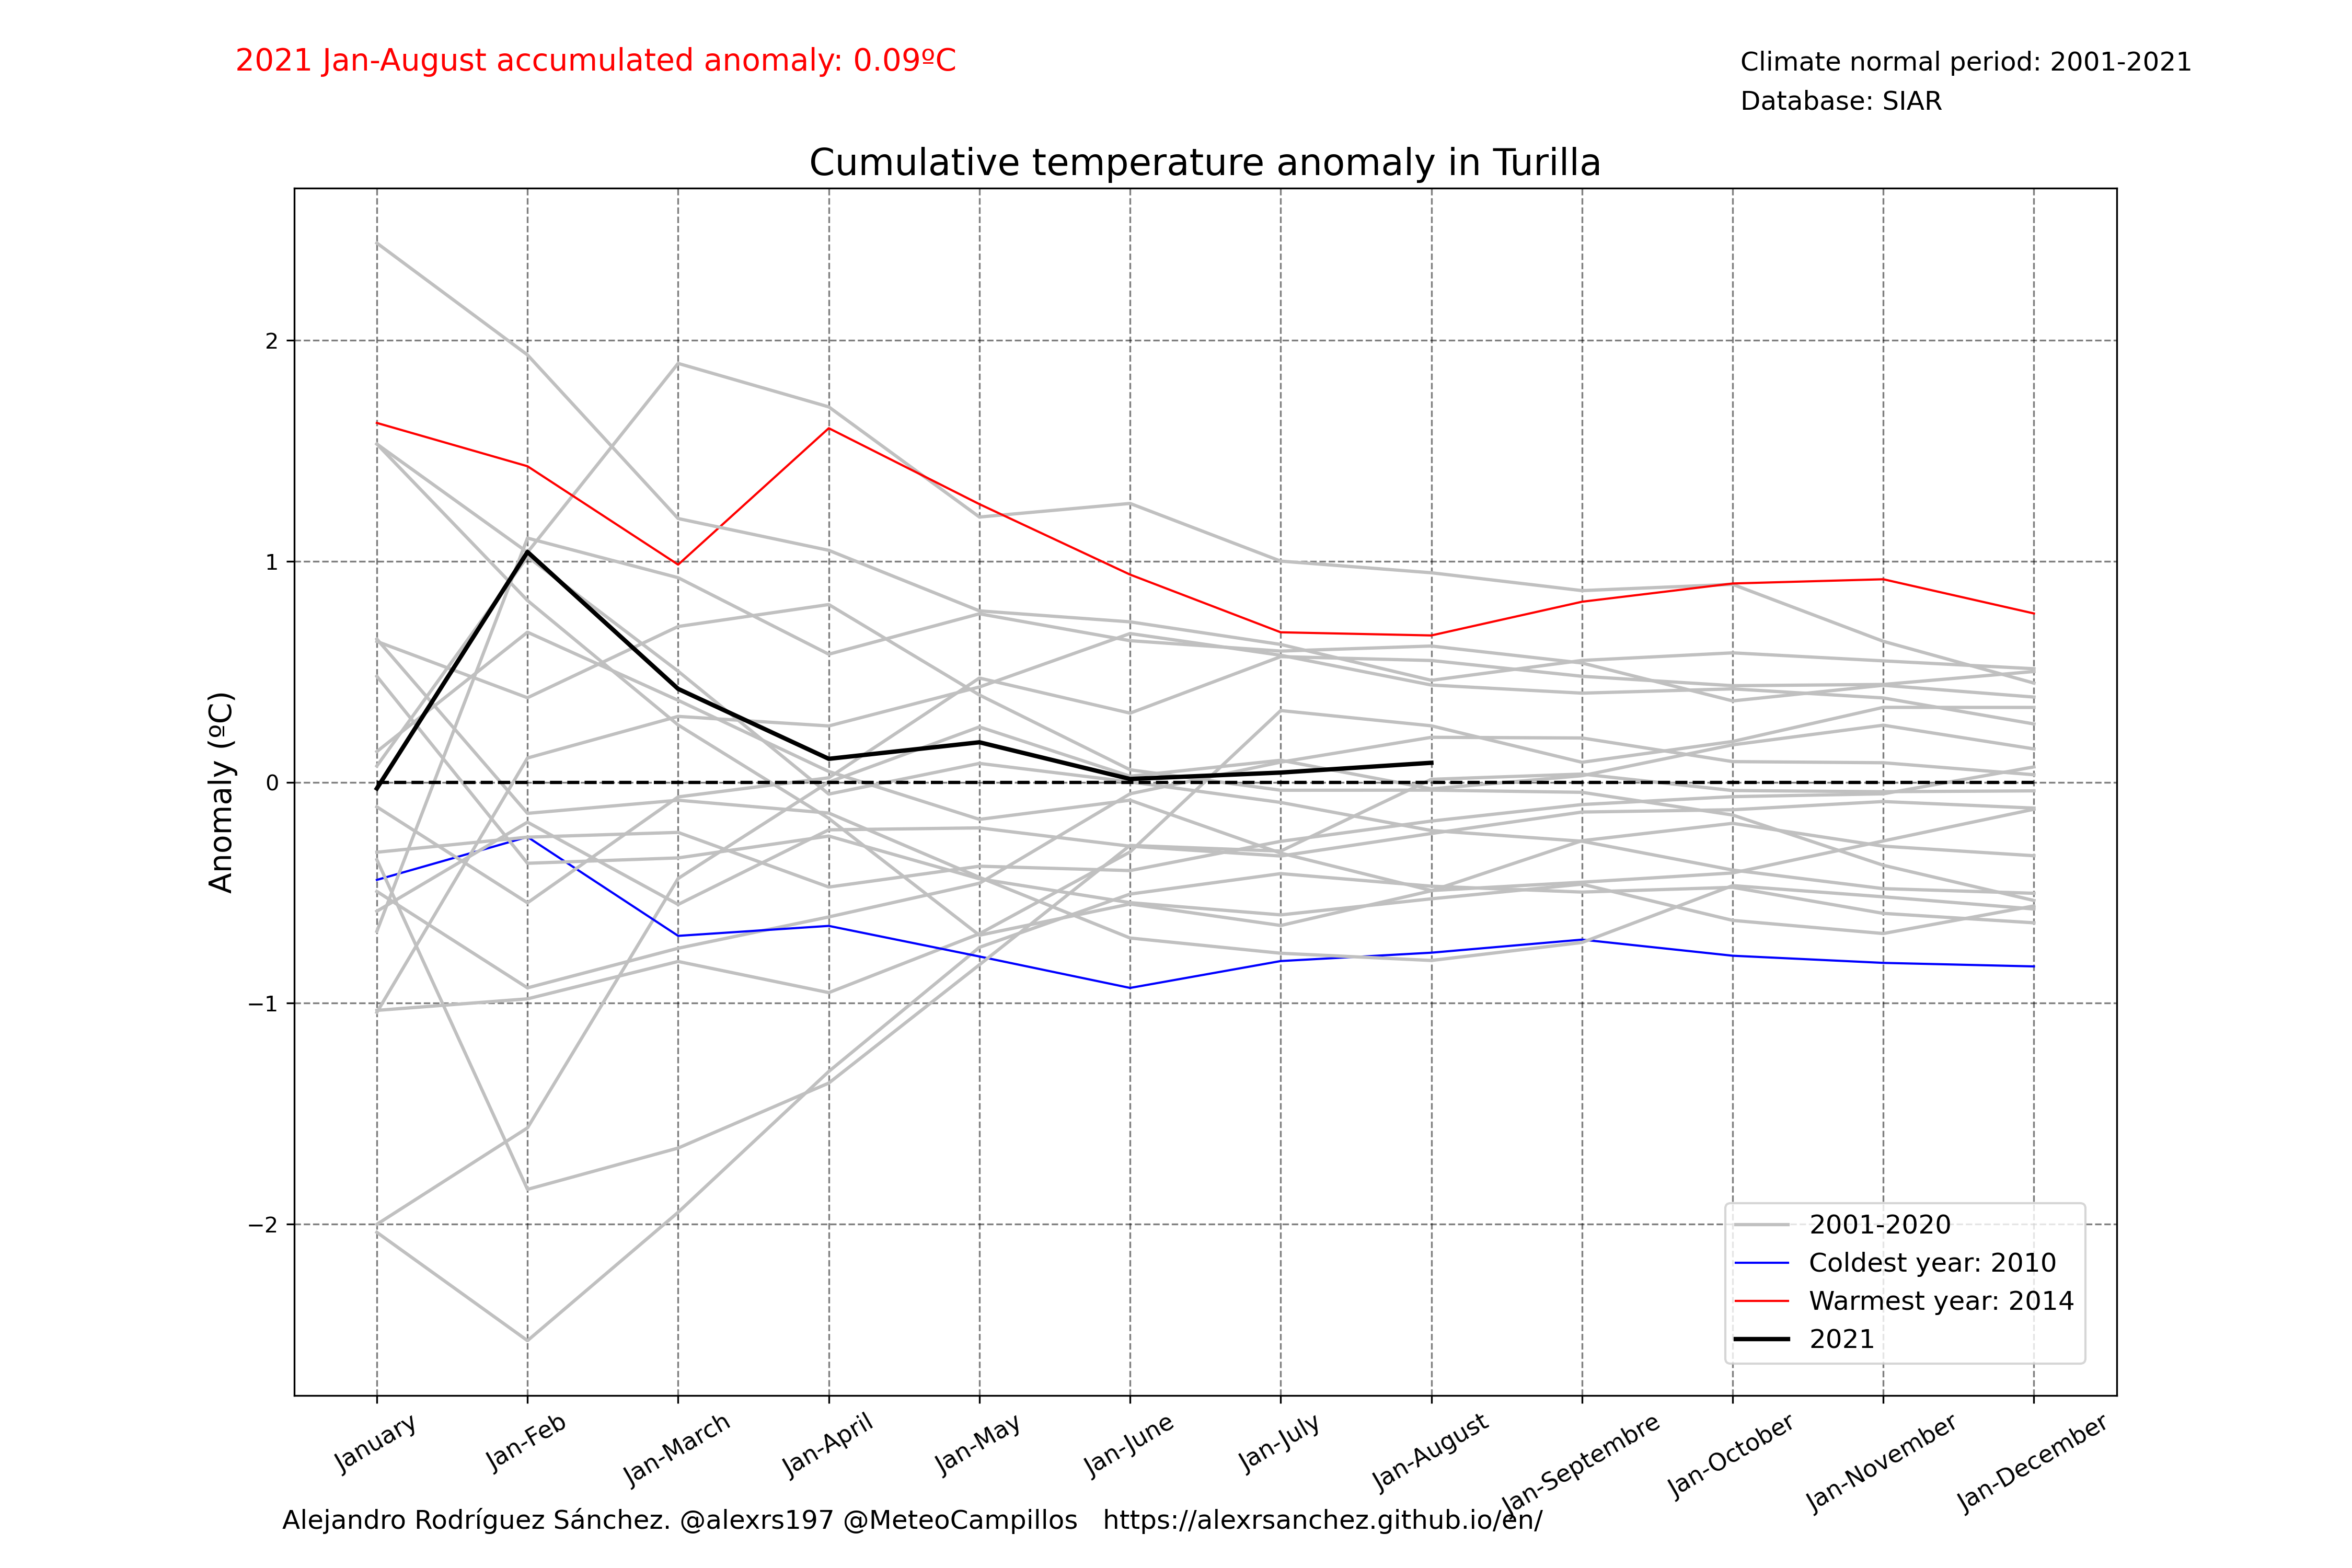 2021 Jan-August accumulated anomaly: 0.09ºC
Climate normal period: 2001-2021
Database: SIAR
Cumulative temperature anomaly in Turilla
Anomaly (ºC)
2
1
0
−1
−2
2001-2020
Coldest year: 2010
Warmest year: 2014
2021
January
Jan-Feb
Jan-March
Jan-April
Jan-May
Jan-June
Jan-July
Jan-August
Jan-Septembre
Jan-October
Jan-November
Jan-December
Alejandro Rodríguez Sánchez. @alexrs197 @MeteoCampillos   https://alexrsanchez.github.io/en/